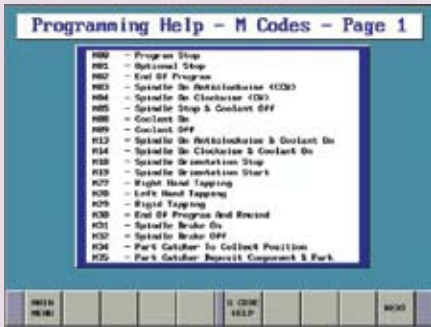 Programming Help - M Codes - Page 1
M00 - Program Stop
M01 - Optional Stop
M02 - End Of Program
M03 - Spindle On Anticlockwise (CCW)
M04 - Spindle On Clockwise (CW)
M05 - Spindle Stop & Coolant Off
M08 - Coolant On
M09 - Coolant Off
M13 - Spindle On Anticlockwise & Coolant On
M14 - Spindle On Clockwise & Coolant On
M18 - Spindle Orientation Stop
M19 - Spindle Orientation Start
M27 - Right Hand Tapping
M28 - Left Hand Tapping
M29 - Rigid Tapping
M30 - End Of Program And Rewind
M31 - Spindle Brake On
M32 - Spindle Brake Off
M34 - Part Catcher To Collect Position
M35 - Part Catcher Deposit Component & Park
MAIN MENU
G CODE HELP
NEXT